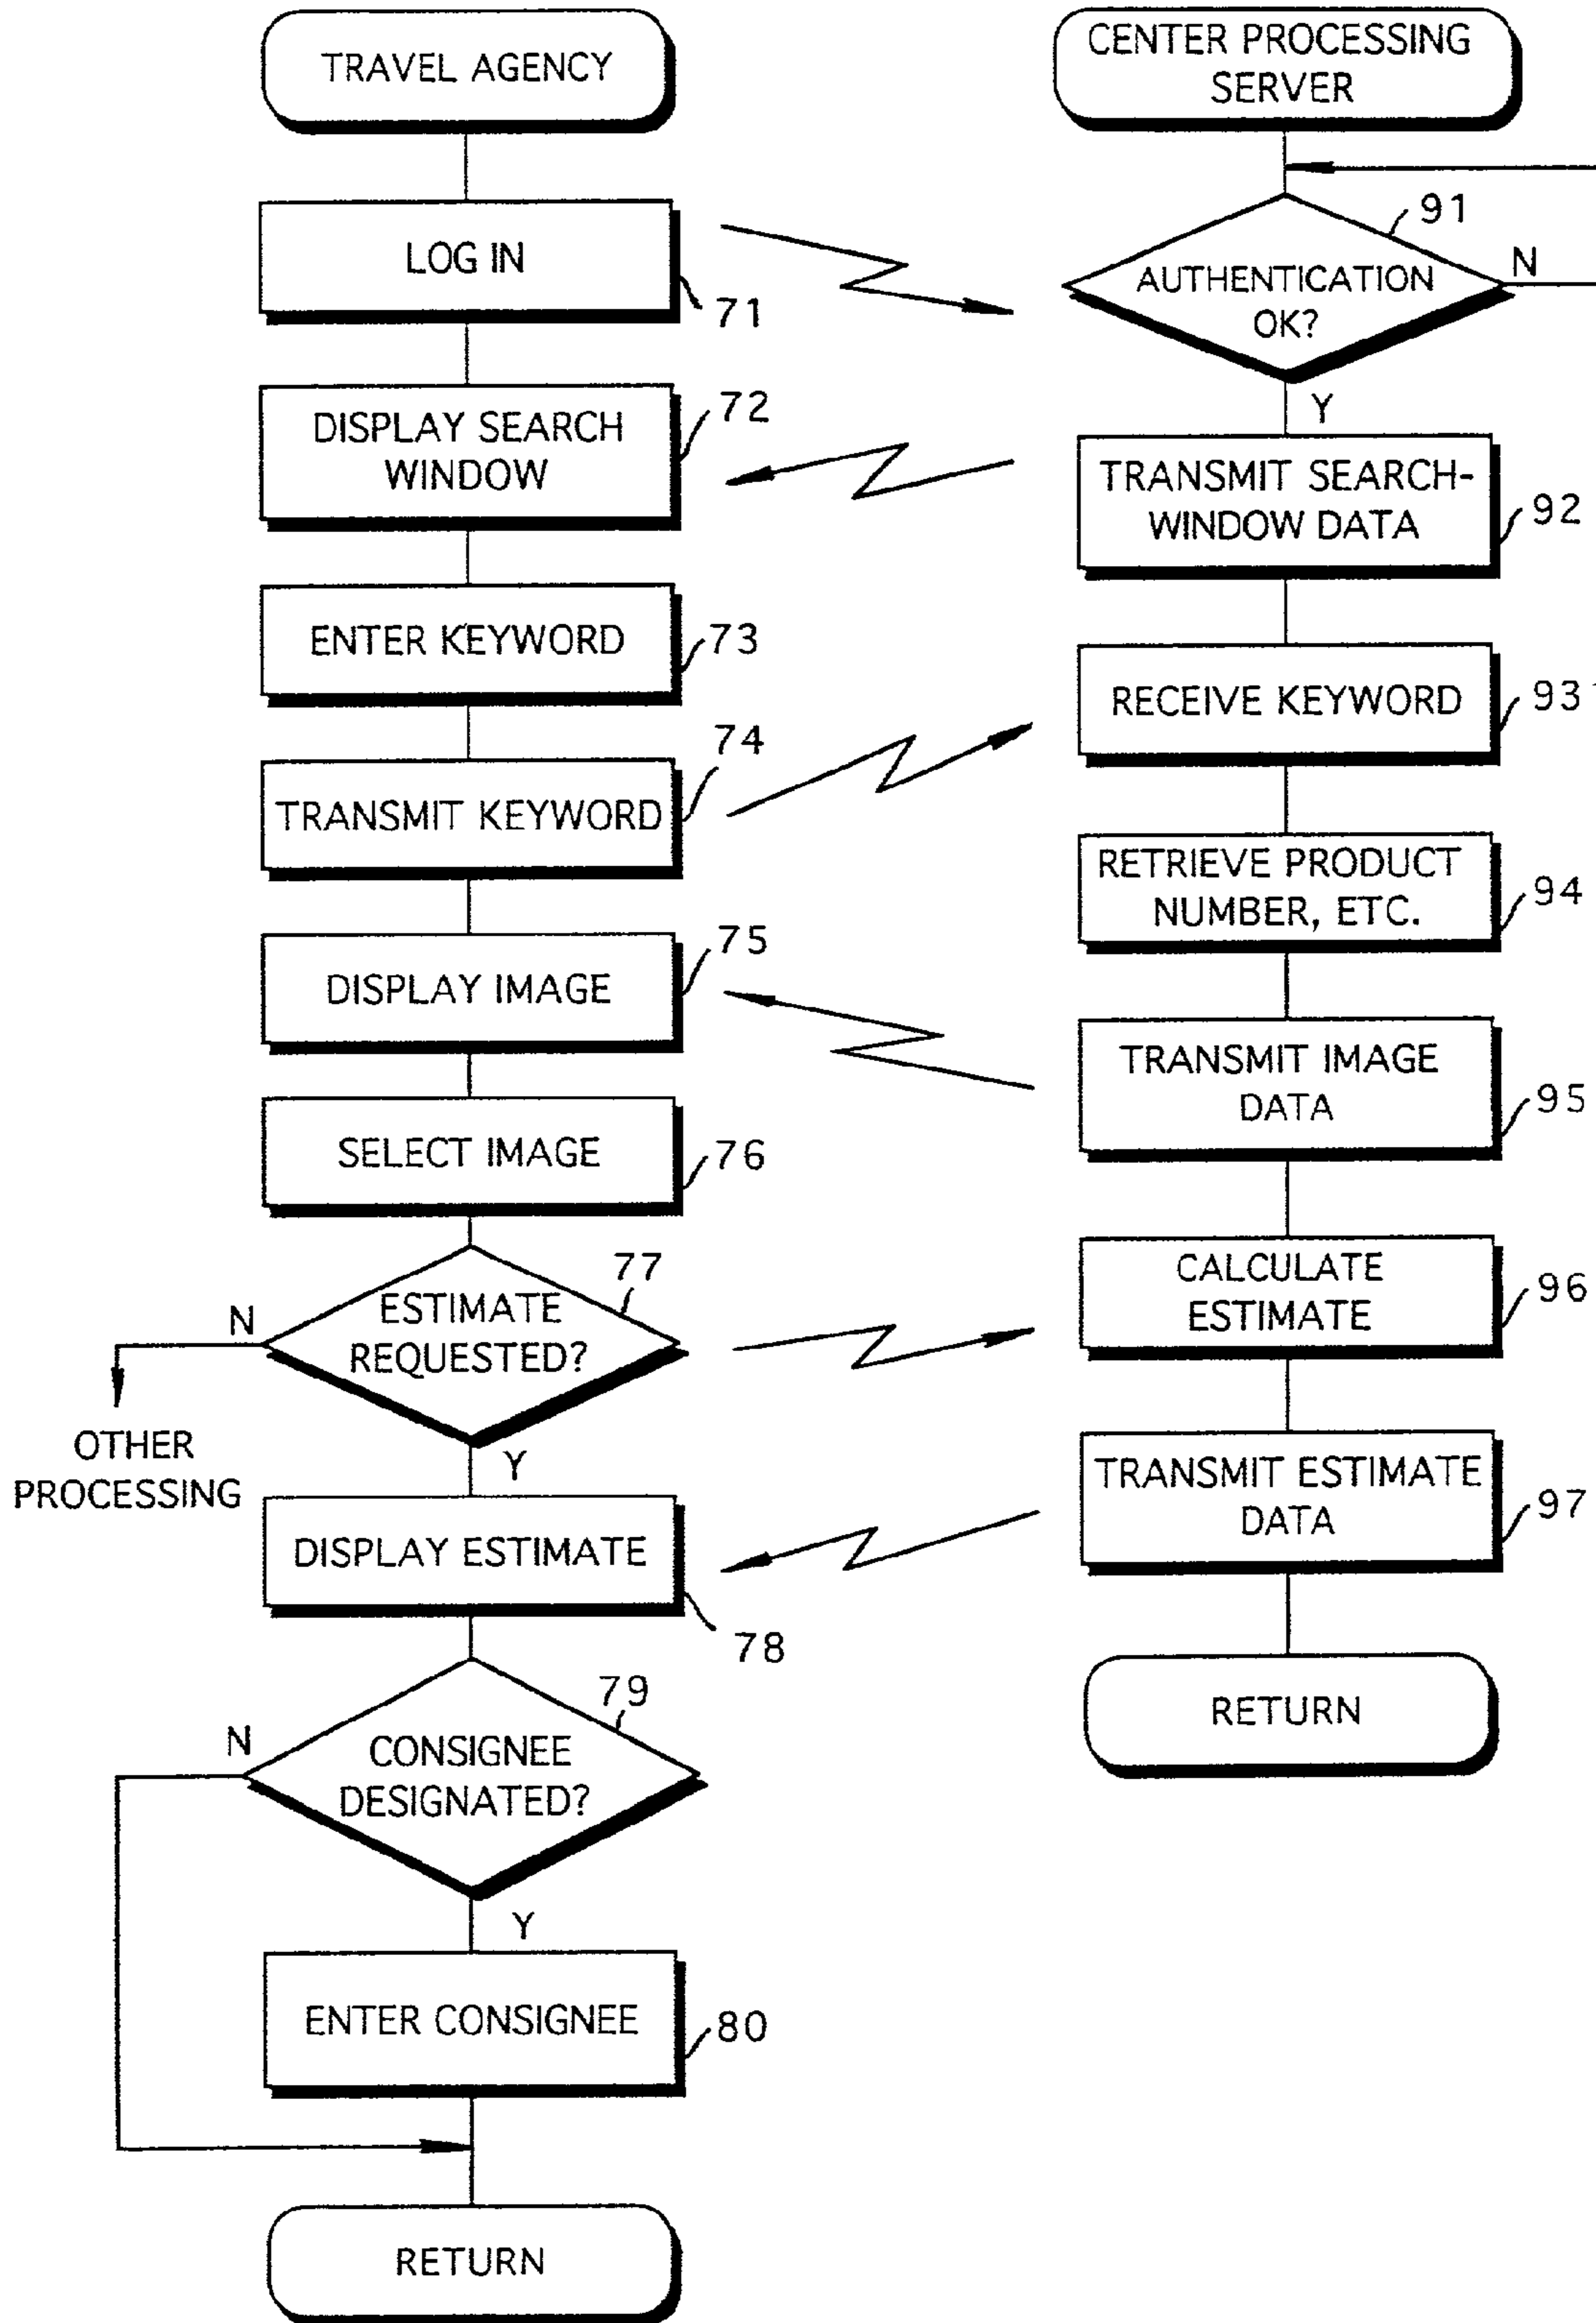 TRAVEL AGENCY
LOG IN
71
DISPLAY SEARCH
WINDOW
72
ENTER KEYWORD
73
TRANSMIT KEYWORD
74
DISPLAY IMAGE
75
SELECT IMAGE
76
ESTIMATE
REQUESTED?
77
N
OTHER
PROCESSING
Y
DISPLAY ESTIMATE
78
CONSIGNEE
DESIGNATED?
79
N
Y
ENTER CONSIGNEE
80
RETURN
CENTER PROCESSING
SERVER
AUTHENTICATION
OK?
91
N
Y
TRANSMIT SEARCH-
WINDOW DATA
92
RECEIVE KEYWORD
93
RETRIEVE PRODUCT
NUMBER, ETC.
94
TRANSMIT IMAGE
DATA
95
CALCULATE
ESTIMATE
96
TRANSMIT ESTIMATE
DATA
97
RETURN